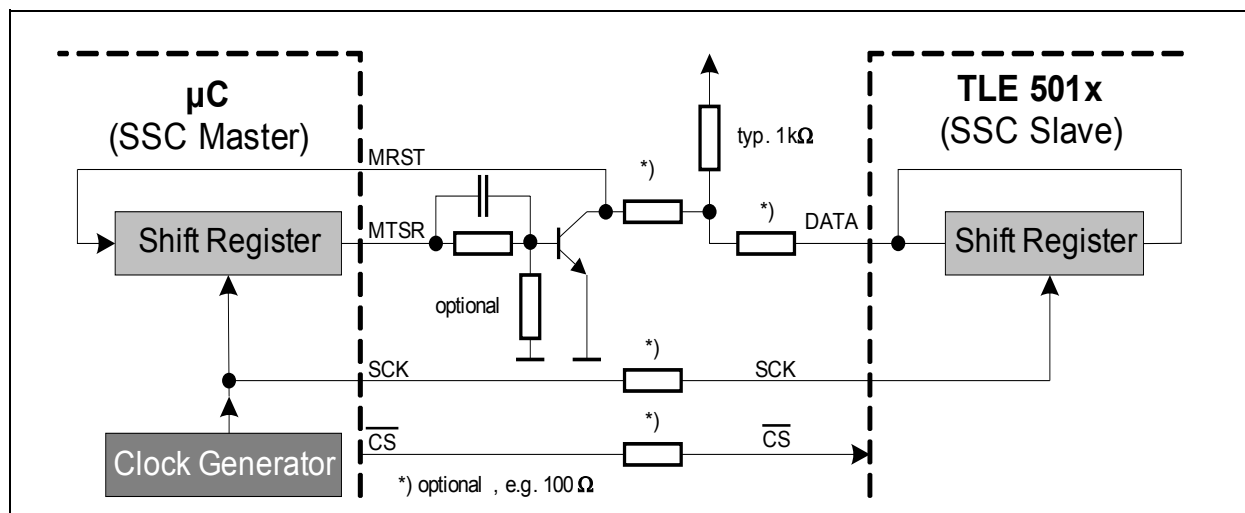 µC
(SSC Master)
TLE 501x
(SSC Slave)
typ. 1kΩ
MRST
*)
*)
DATA
Shift Register
MTSR
Shift Register
optional
SCK
*)
SCK
CS
*)
CS
Clock Generator
*) optional , e.g. 100 Ω